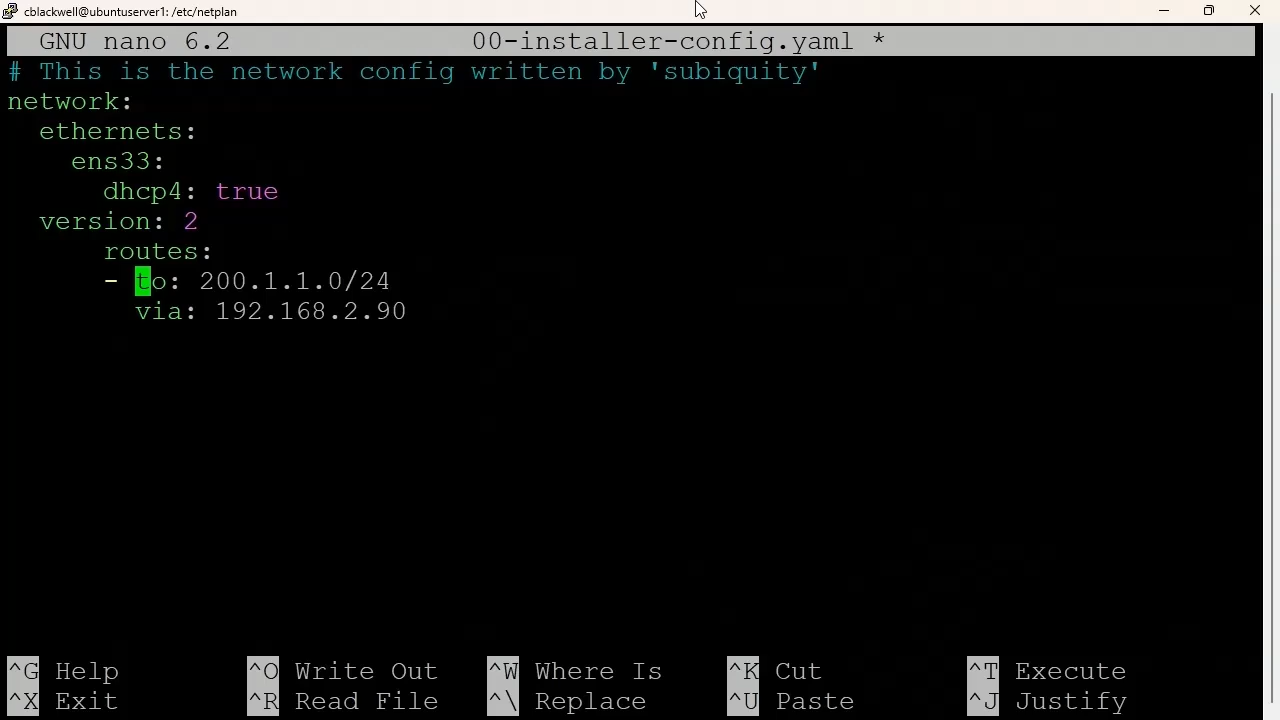 cblackwell@ubuntuserver1: /etc/netplan
GNU nano 6.2 00-installer-config.yaml *
# This is the network config written by 'subiquity'
network:
  ethernets:
    ens33:
      dhcp4: true
  version: 2
      routes:
      - to: 200.1.1.0/24
        via: 192.168.2.90
^G Help ^O Write Out ^W Where Is ^K Cut ^T Execute
^X Exit ^R Read File ^\ Replace ^U Paste ^J Justify